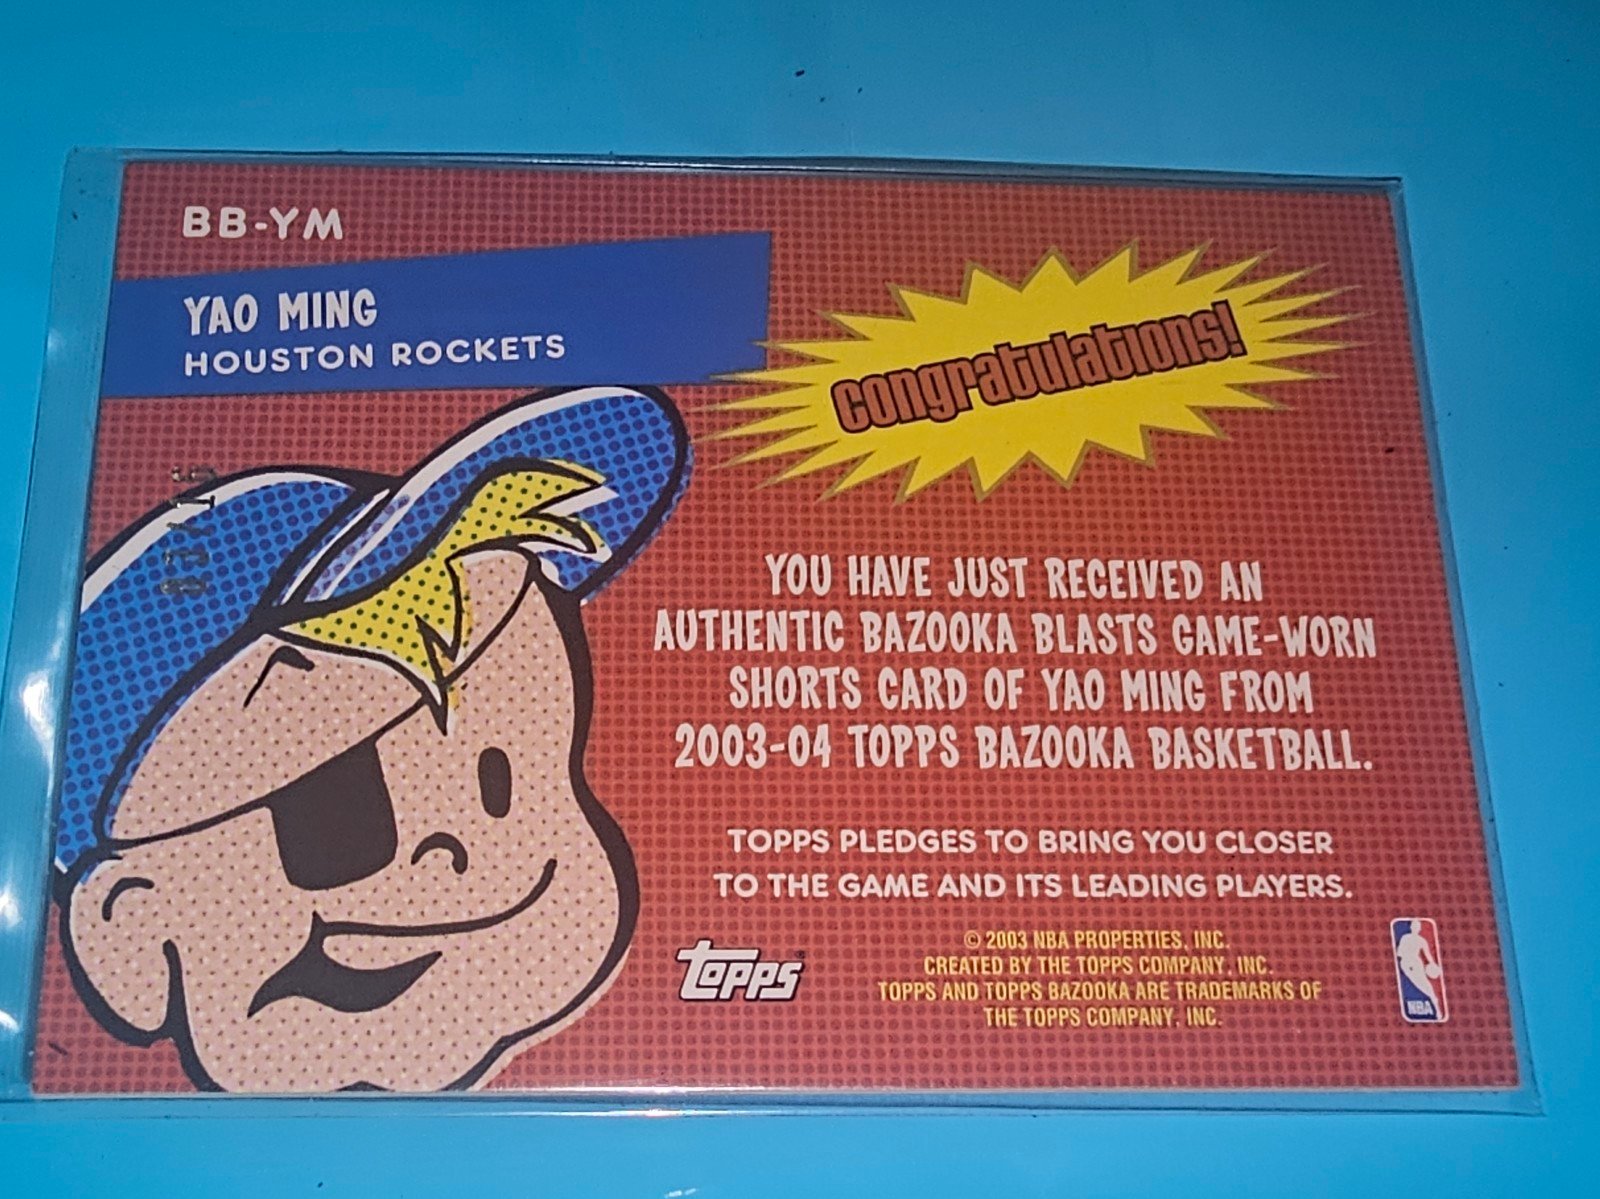 BB-YM
YAO MING
HOUSTON ROCKETS
Congratulations!
YOU HAVE JUST RECEIVED AN
AUTHENTIC BAZOOKA BLASTS GAME-WORN
SHORTS CARD OF YAO MING FROM
2003-04 TOPPS BAZOOKA BASKETBALL.
TOPPS PLEDGES TO BRING YOU CLOSER
TO THE GAME AND ITS LEADING PLAYERS.
topps
© 2003 NBA PROPERTIES, INC.
CREATED BY THE TOPPS COMPANY, INC.
TOPPS AND TOPPS BAZOOKA ARE TRADEMARKS OF
THE TOPPS COMPANY, INC.
NBA